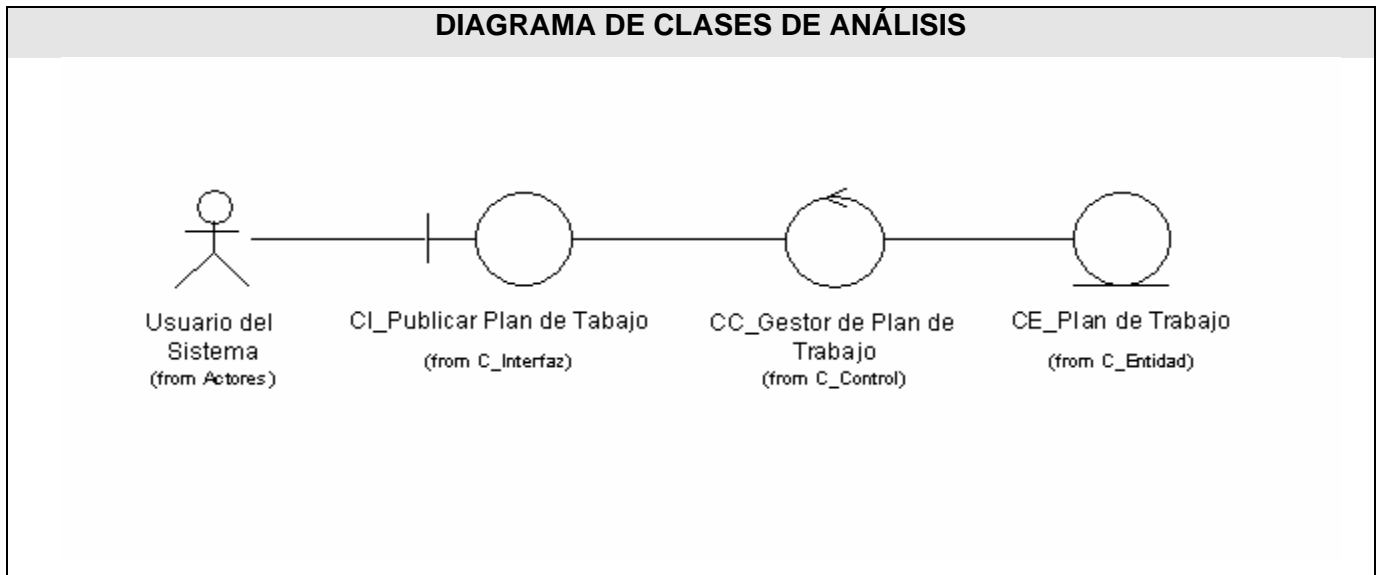 DIAGRAMA DE CLASES DE ANÁLISIS
Usuario del
Sistema
(from Actores)
CI_Publicar Plan de Tabajo
(from C_Interfaz)
CC_Gestor de Plan de
Trabajo
(from C_Control)
CE_Plan de Trabajo
(from C_Entidad)